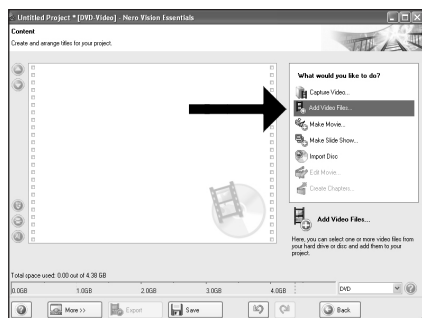 Untitled Project * [DVD-Video] - Nero Vision Essentials
Content
Create and arrange titles for your project.
What would you like to do?
Capture Video...
Add Video Files...
Make Movie...
Make Slide Show...
Import Disc
Edit Movie...
Create Chapters...
Add Video Files...
Here, you can select one or more video files from
your hard drive or disc and add them to your
project.
Total space used: 0.00 out of 4.38 GB
0.0GB 1.0GB 2.0GB 3.0GB 4.0GB DVD
More >> Export Save Back